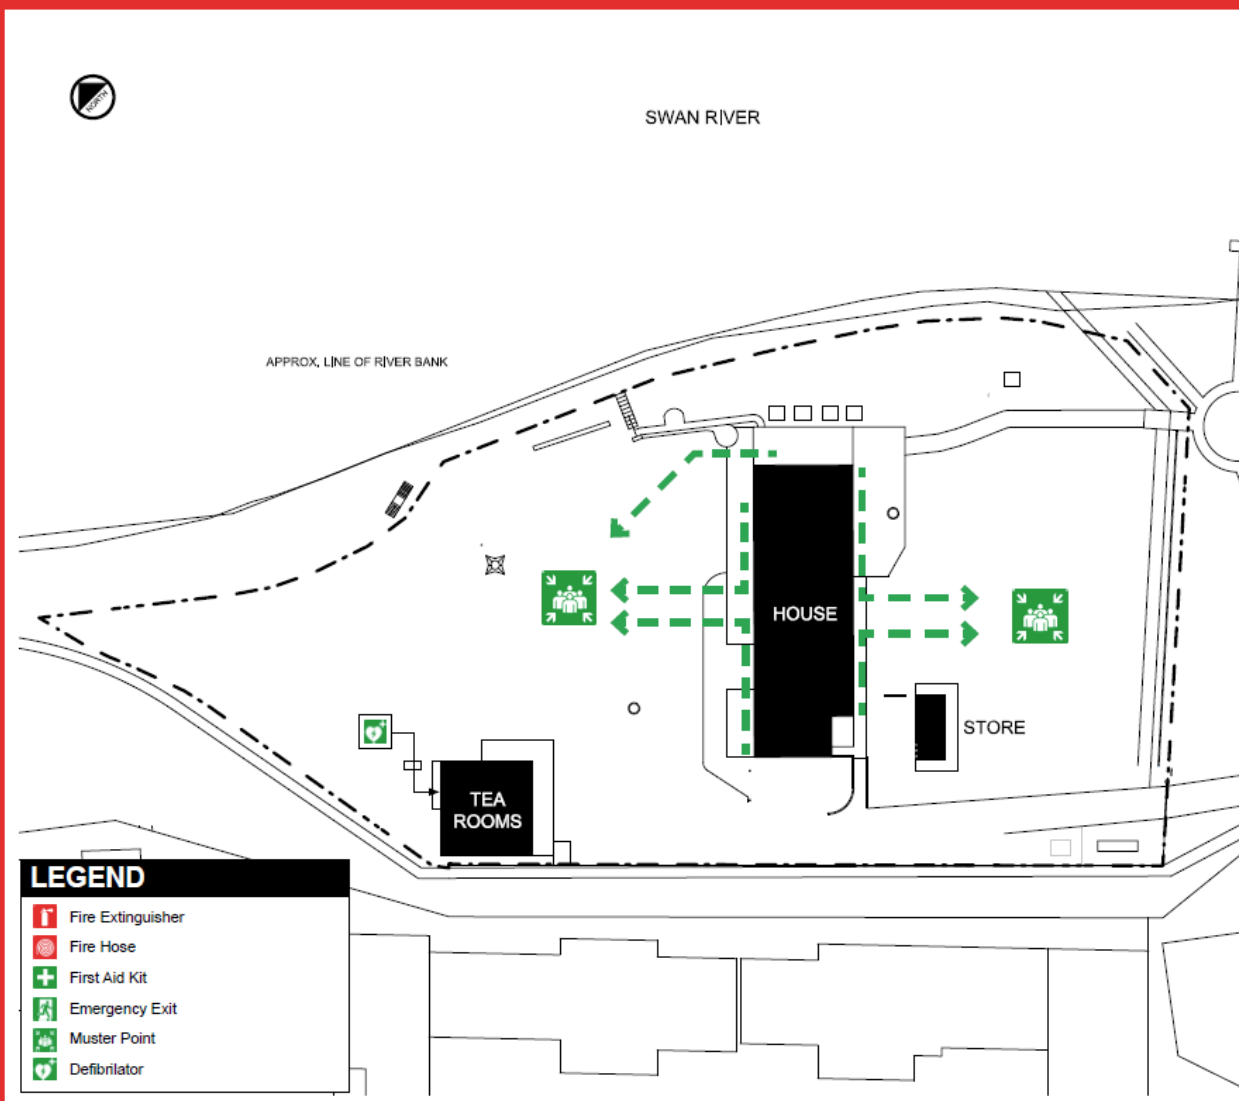 NORTH
SWAN RIVER
APPROX. LINE OF RIVER BANK
HOUSE
STORE
TEA
ROOMS
LEGEND
Fire Extinguisher
Fire Hose
First Aid Kit
Emergency Exit
Muster Point
Defibrilator